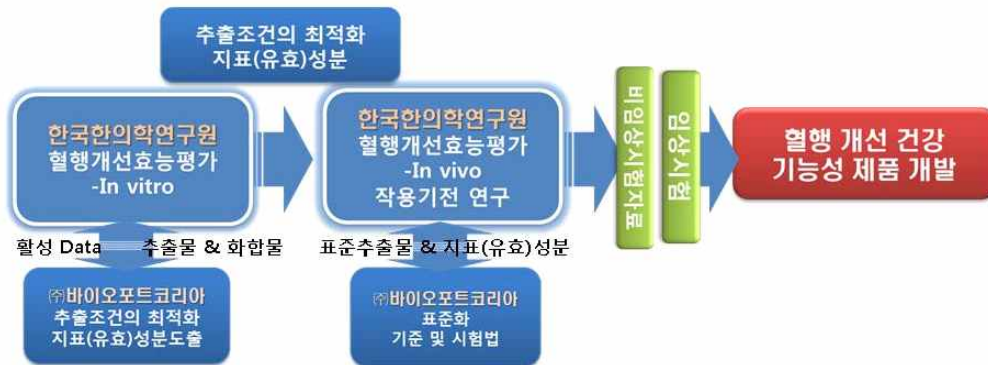 추출조건의 최적화
지표(유효)성분
한국한의학연구원
혈행개선효능평가
-In vitro
한국한의학연구원
혈행개선효능평가
-In vivo
작용기전 연구
비임상시험자료
임상시험
혈행 개선 건강
기능성 제품 개발
활성 Data 추출물 & 화합물
표준추출물 & 지표(유효)성분
㈜바이오포트코리아
추출조건의 최적화
지표(유효)성분도출
㈜바이오포트코리아
표준화
기준 및 시험법